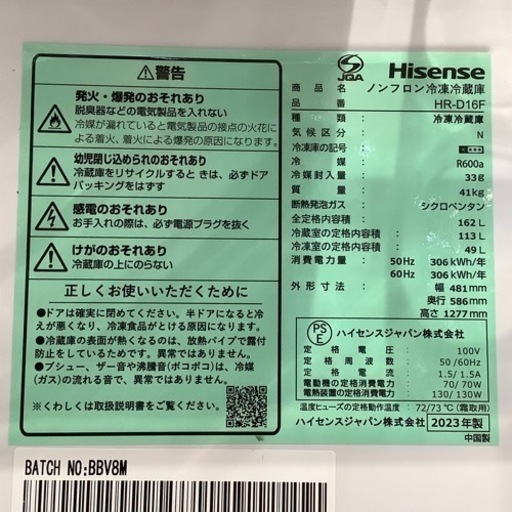 ⚠警告
発火・爆発のおそれあり
脱臭器などの電気製品を入れない
冷媒が漏れていると電気製品の接点の火花に
よる着火、着火による爆発の原因になります。
幼児閉じ込められのおそれあり
冷蔵庫をリサイクルするときは、必ずドア
パッキングをはずす
感電のおそれあり
お手入れの際は、必ず電源プラグを抜く
けがのおそれあり
冷蔵庫の上にのらない
正しくお使いいただくために
●ドアは確実に閉めてください。半ドアになると冷
えが悪くなり、冷凍食品がとける原因になります。
●冷蔵庫の表面が熱くなるのは、放熱パイプで露付
防止をしているためです。異常ではありません。
●ブシュー、ザー音や沸騰音(ポコポコ)は、冷媒
(ガス)の流れる音で、異常ではありません。
※くわしくは取扱説明書をご覧ください。
JQA
Hisense
商品名 ノンフロン冷凍冷蔵庫
品番 HR-D16F
種類 冷凍冷蔵庫
気候区分 N
冷凍庫の記号
冷媒 R600a
冷媒封入量 33g
質量 41kg
断熱発泡ガス シクロペンタン
全定格内容積 162L
冷蔵室の定格内容積 113L
冷凍室の定格内容積 49L
消費電力量 50Hz 306kWh/年
60Hz 306kWh/年
外形寸法 幅 481mm
奥行 586mm
高さ 1277mm
PS
E
ハイセンスジャパン株式会社
定格電圧 100V
定格周波数 50/60Hz
定格電流 1.5/1.5A
電動機の定格消費電力 70/70W
電熱装置の定格消費電力 130/130W
温度ヒューズの定格動作温度 72/73℃(霜取用)
ハイセンスジャパン株式会社 2023年製
中国製
BATCH NO:BBV8M